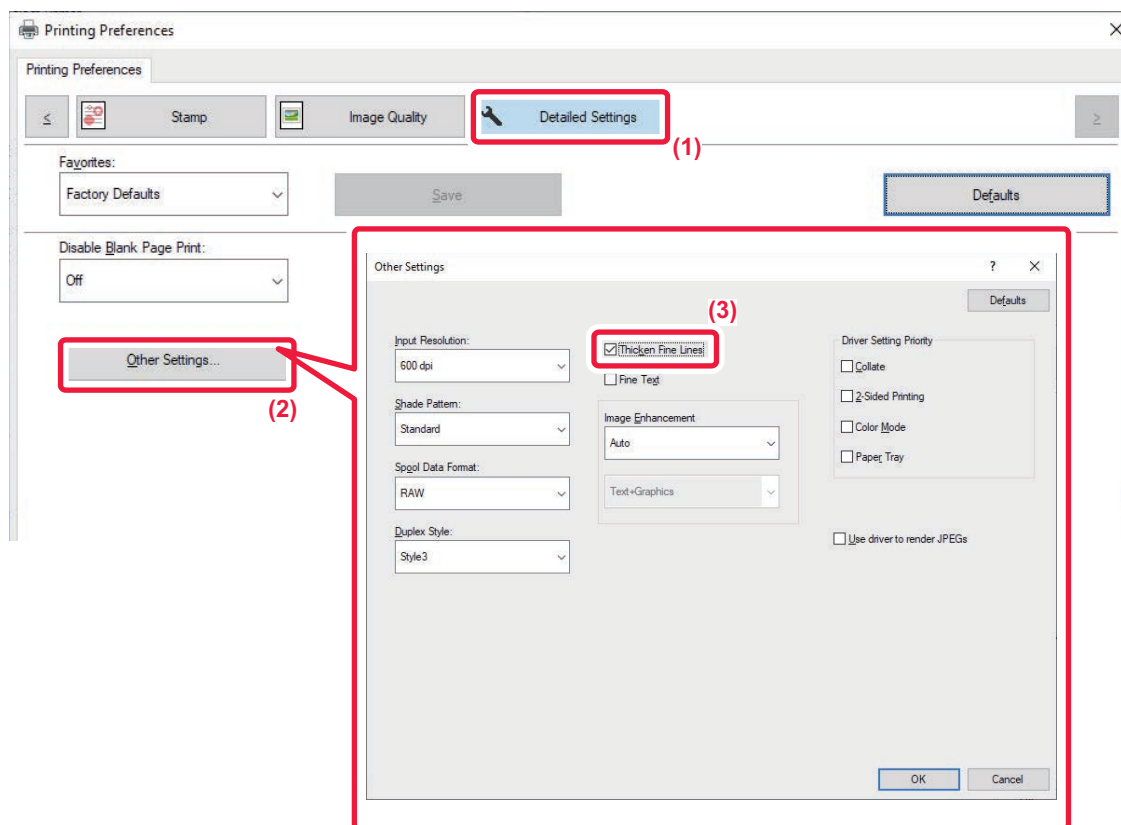 Printing Preferences
Printing Preferences
<
Stamp
Image Quality
Detailed Settings
>
(1)
Favorites:
Factory Defaults
Save
Defaults
Disable Blank Page Print:
Off
Other Settings...
(2)
Other Settings
?
Defaults
(3)
Input Resolution:
600 dpi
Shade Pattern:
Standard
Spool Data Format:
RAW
Duplex Style:
Style3
Thicken Fine Lines
Fine Text
Image Enhancement
Auto
Text+Graphics
Driver Setting Priority
Collate
2-Sided Printing
Color Mode
Paper Tray
Use driver to render JPEGs
OK
Cancel